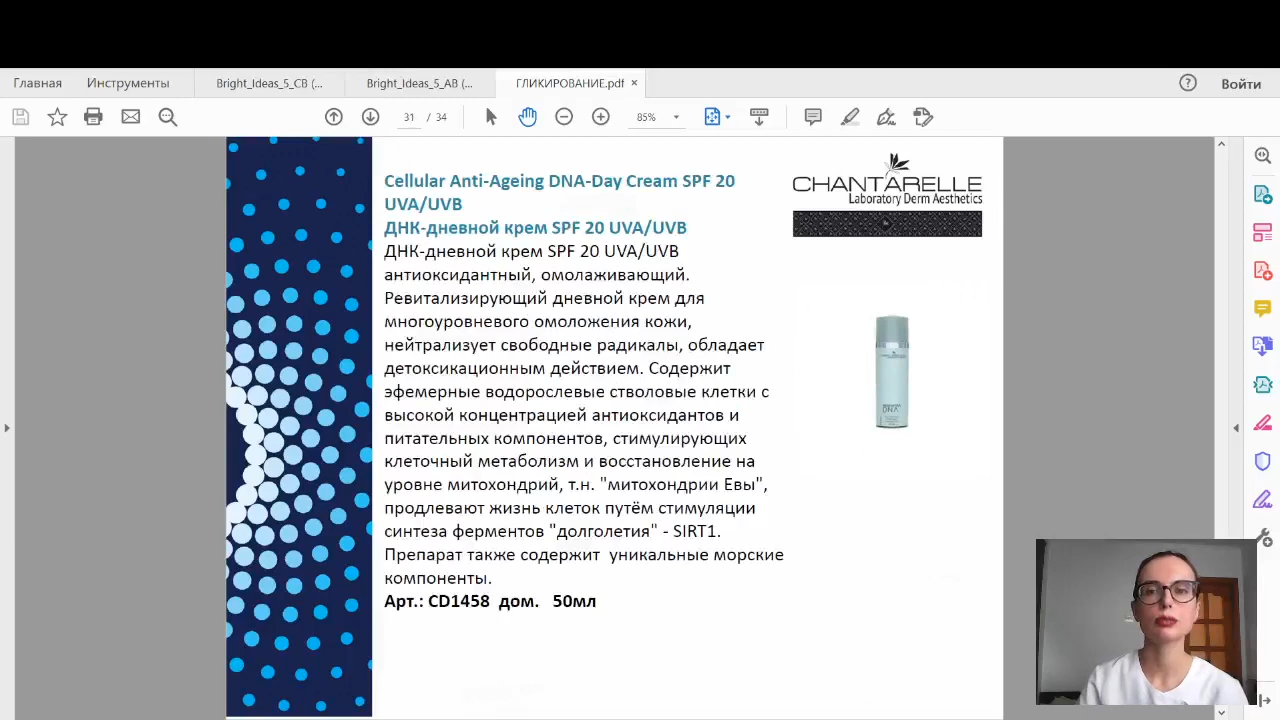 Главная
Инструменты
Bright_Ideas_5_CB (...
Bright_Ideas_5_AB (...
ГЛИКИРОВАНИЕ.pdf ×
Войти
31 / 34
85%
Cellular Anti-Ageing DNA-Day Cream SPF 20
UVA/UVB
ДНК-дневной крем SPF 20 UVA/UVB
ДНК-дневной крем SPF 20 UVA/UVB
антиоксидантный, омолаживающий.
Ревитализирующий дневной крем для
многоуровневого омоложения кожи,
нейтрализует свободные радикалы, обладает
детоксикационным действием. Содержит
эфемерные водорослевые стволовые клетки с
высокой концентрацией антиоксидантов и
питательных компонентов, стимулирующих
клеточный метаболизм и восстановление на
уровне митохондрий, т.н. "митохондрии Евы",
продлевают жизнь клеток путём стимуляции
синтеза ферментов "долголетия" - SIRT1.
Препарат также содержит уникальные морские
компоненты.
Арт.: CD1458 дом. 50мл
CHANTARELLE
Laboratory Derm Aesthetics
CHANTARELLE
DNA